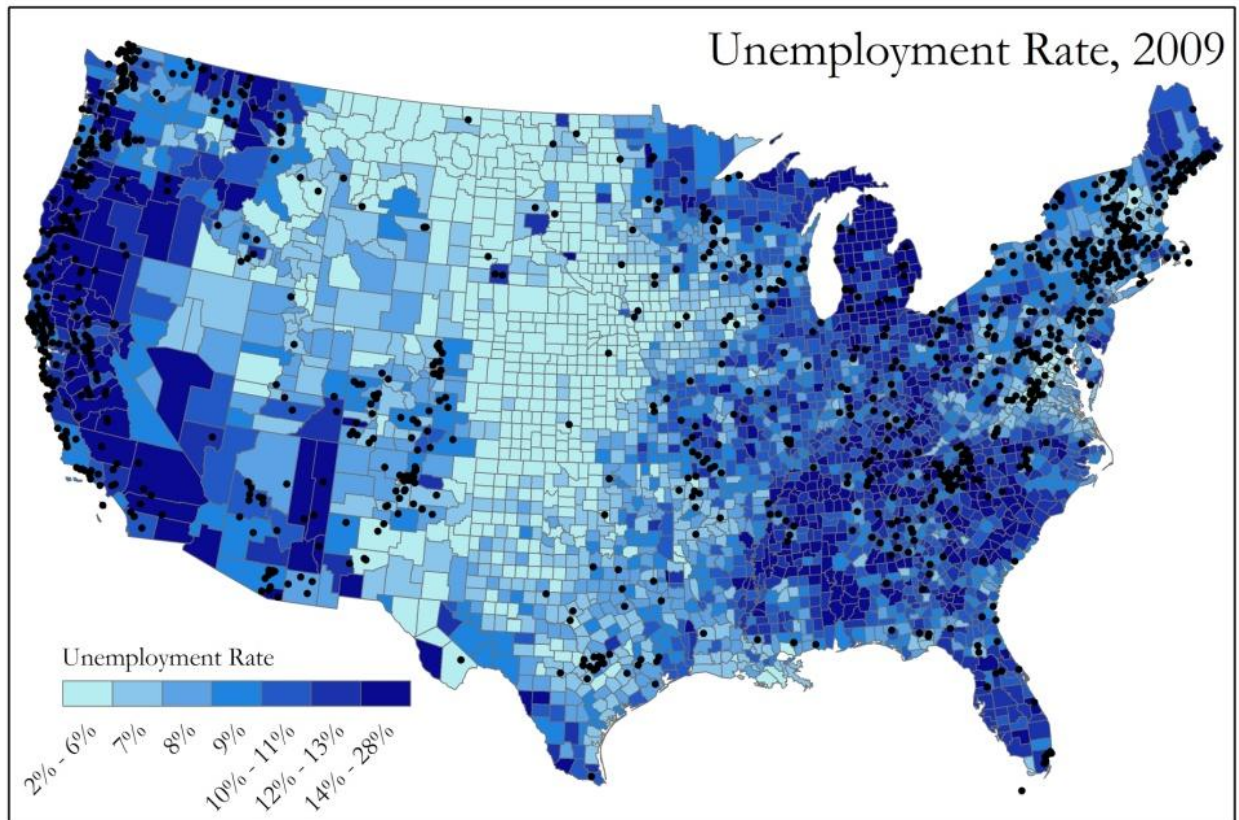 Unemployment Rate, 2009
Unemployment Rate
2% - 6%
7%
8%
9%
10% - 11%
12% - 13%
14% - 28%